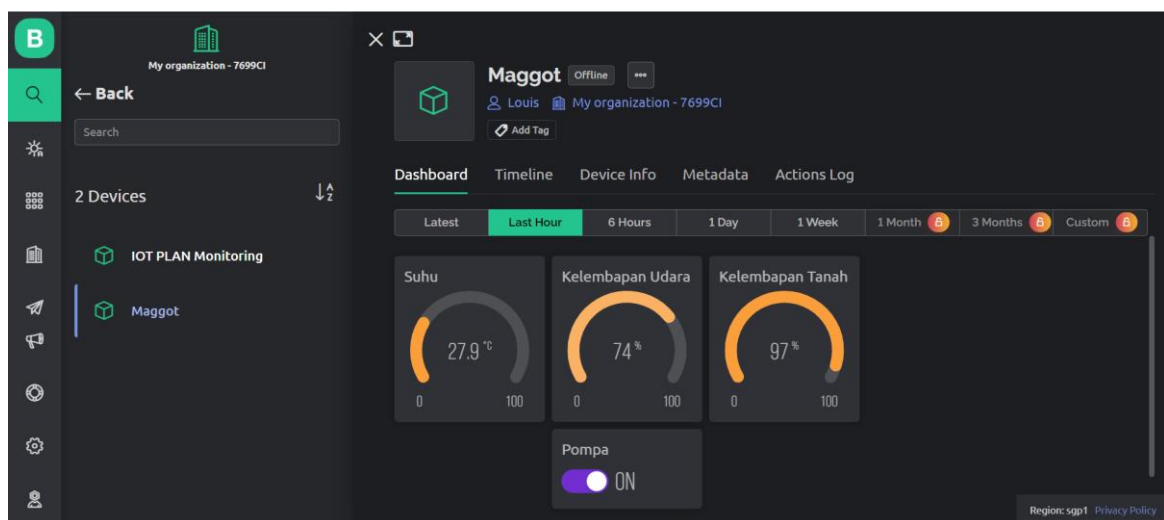 B
My organization - 7699CI
← Back
Search
2 Devices
A
Z
IOT PLAN Monitoring
Maggot
Maggot Offline
Louis My organization - 7699CI
Add Tag
Dashboard Timeline Device Info Metadata Actions Log
Latest Last Hour 6 Hours 1 Day 1 Week 1 Month 3 Months Custom
Suhu Kelembapan Udara Kelembapan Tanah
27.9 °C 74 % 97 %
0 100 0 100 0 100
Pompa
ON
Region: sgp1 Privacy Policy